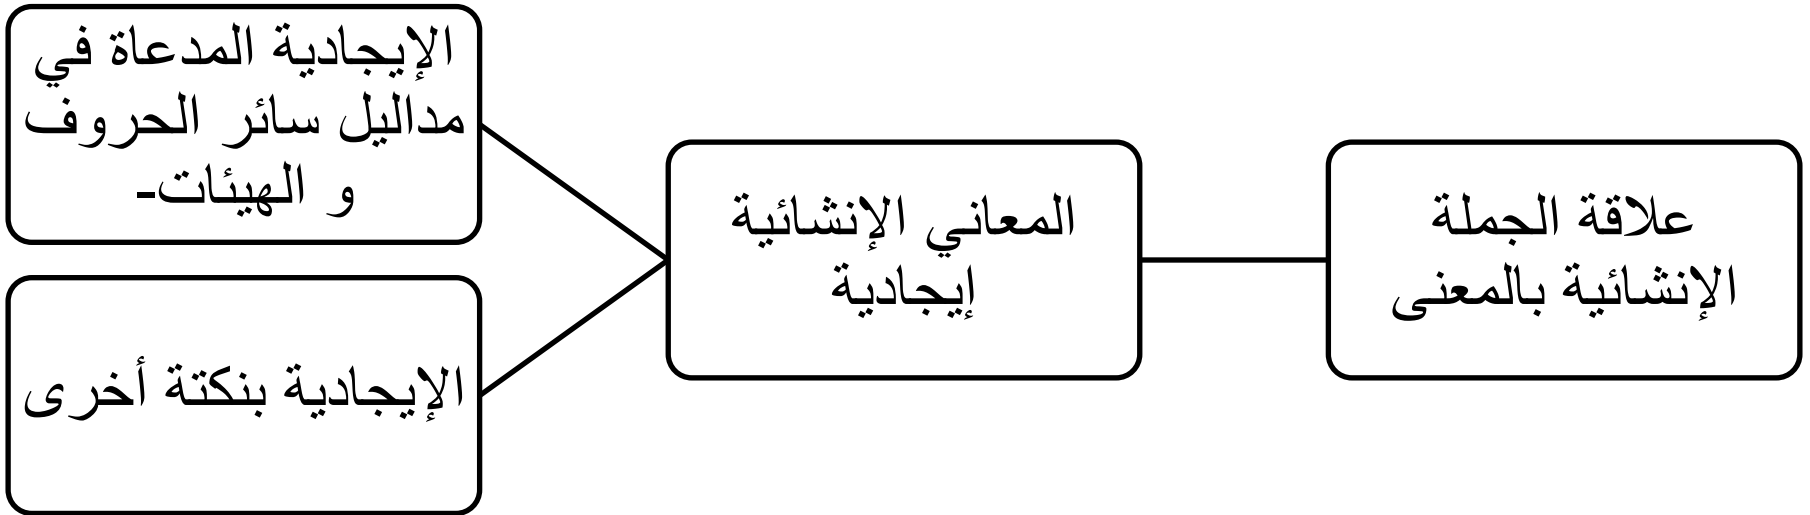 علاقة الجملة
الإنشائية بالمعنى
المعاني الإنشائية
إيجادية
الإيجادية المدعاة في
مداليل سائر الحروف
و الهيئات-
الإيجادية بنكتة أخرى